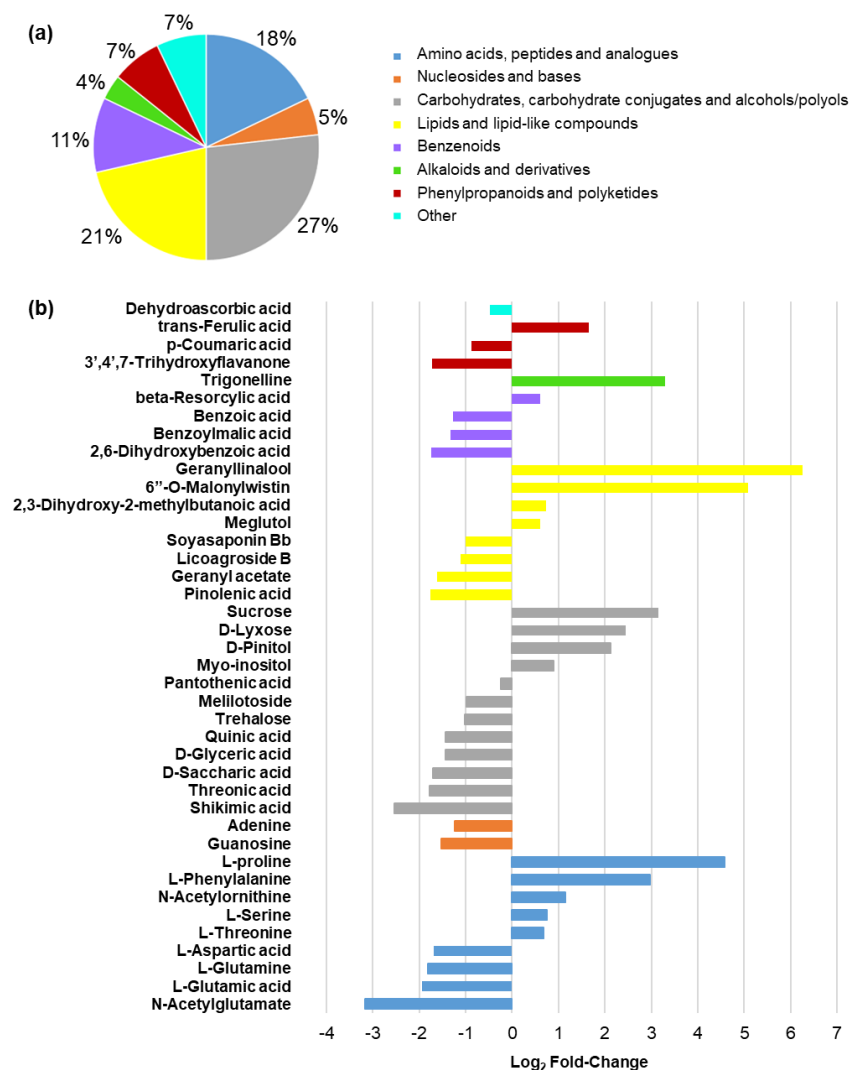 (a)
7%
18%
7%
4%
5%
11%
27%
21%
Amino acids, peptides and analogues
Nucleosides and bases
Carbohydrates, carbohydrate conjugates and alcohols/polyols
Lipids and lipid-like compounds
Benzenoids
Alkaloids and derivatives
Phenylpropanoids and polyketides
Other
(b)
Dehydroascorbic acid
trans-Ferulic acid
p-Coumaric acid
3’,4’,7-Trihydroxyflavanone
Trigonelline
beta-Resorcylic acid
Benzoic acid
Benzoylmalic acid
2,6-Dihydroxybenzoic acid
Geranyllinalool
6”-O-Malonylwistin
2,3-Dihydroxy-2-methylbutanoic acid
Meglutol
Soyasaponin Bb
Licoagroside B
Geranyl acetate
Pinolenic acid
Sucrose
D-Lyxose
D-Pinitol
Myo-inositol
Pantothenic acid
Melilotoside
Trehalose
Quinic acid
D-Glyceric acid
D-Saccharic acid
Threonic acid
Shikimic acid
Adenine
Guanosine
L-proline
L-Phenylalanine
N-Acetylornithine
L-Serine
L-Threonine
L-Aspartic acid
L-Glutamine
L-Glutamic acid
N-Acetylglutamate
-4 -3 -2 -1 0 1 2 3 4 5 6 7
Log₂ Fold-Change